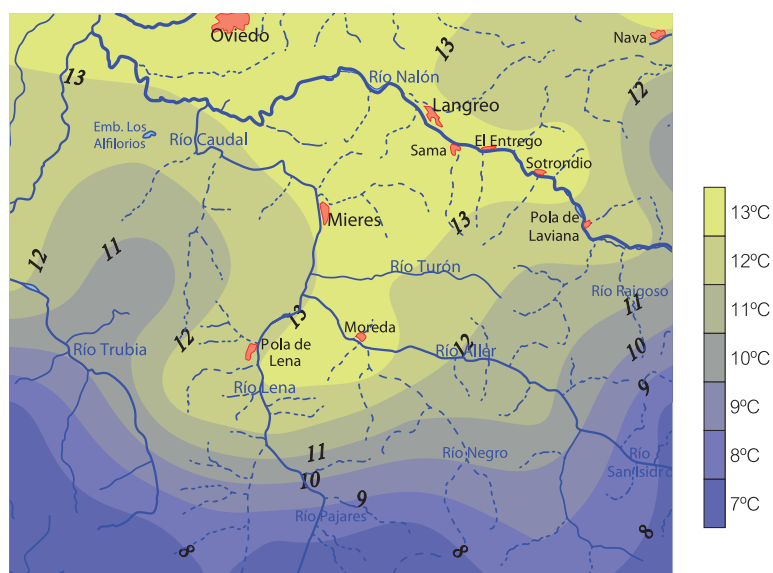 Oviedo
Nava
13
13
Río Nalón
12
Langreo
Emb. Los
Alfilorios
Río Caudal
Sama
El Entrego
Sotrondio
13ºC
Mieres
13
Pola de
Laviana
12
11
12ºC
Río Turón
Río Raigoso
11
11ºC
13
Moreda
12
Río Trubia
Pola de
Lena
12
Río Aller
10
10ºC
Río Lena
9
9ºC
11
Río Negro
Río
San Isidro
10
8ºC
9
Río Pajares
7ºC
8
8
8